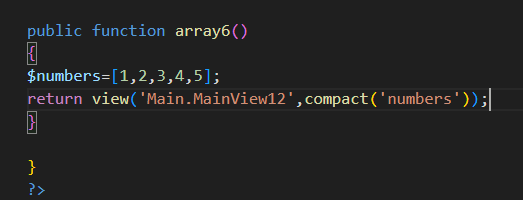 public function array6()
{
$numbers=[1,2,3,4,5];
return view('Main.MainView12',compact('numbers'));
}
}
?>